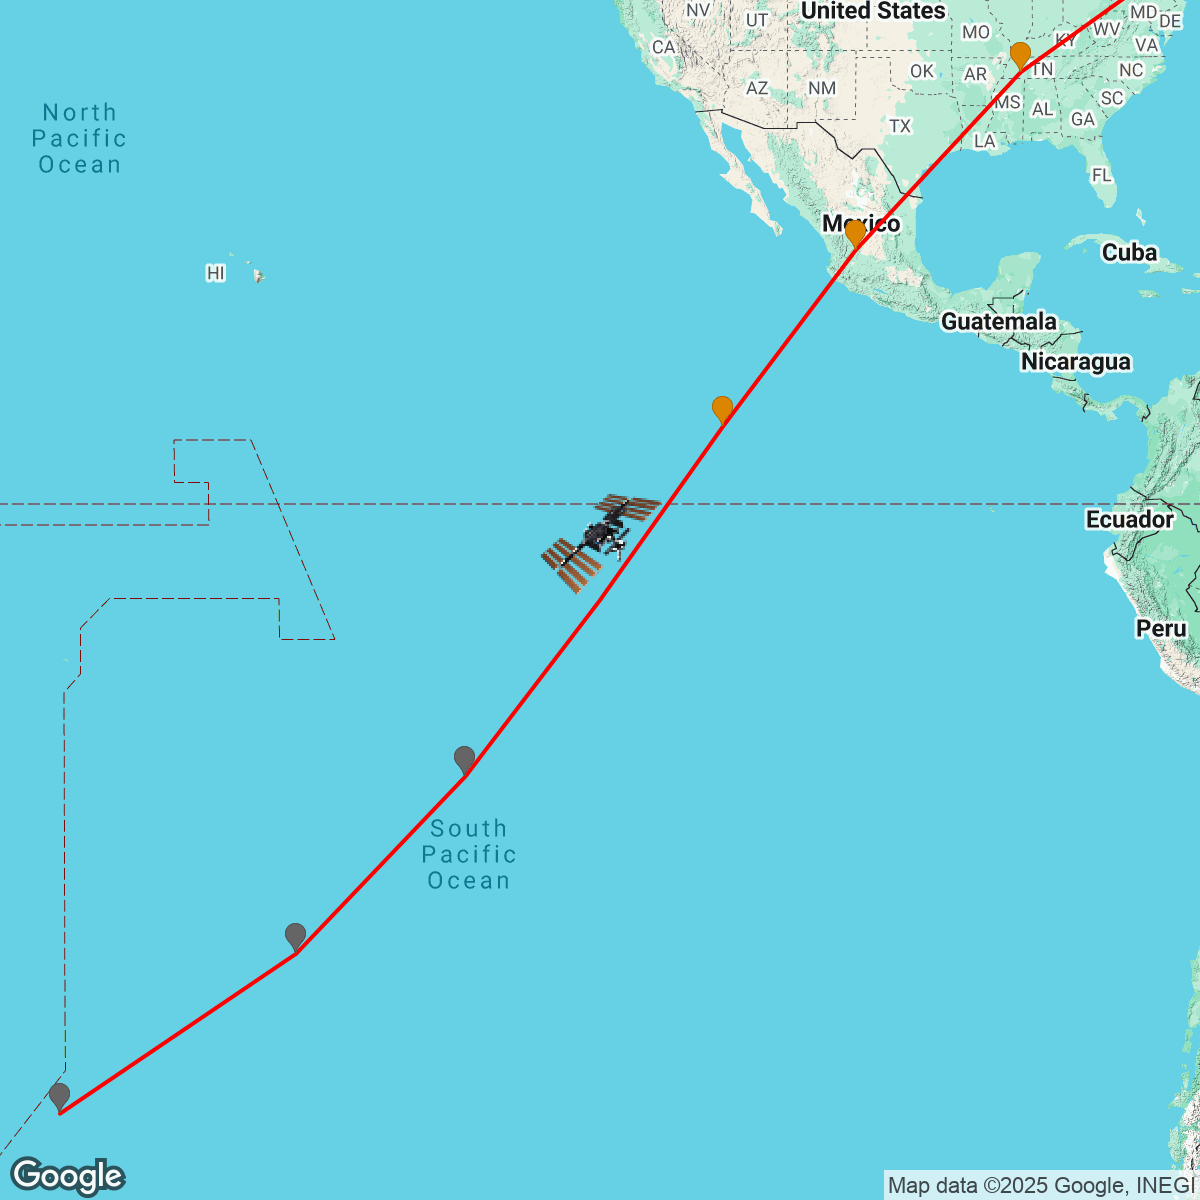 NV
UT
United States
MO
KY
WV
MD
DE
CA
VA
North
Pacific
Ocean
AZ
NM
OK
AR
TN
NC
TX
MS
AL
SC
LA
GA
FL
Mexico
HI
Cuba
Guatemala
Nicaragua
Ecuador
Peru
South
Pacific
Ocean
Google
Map data ©2025 Google, INEGI